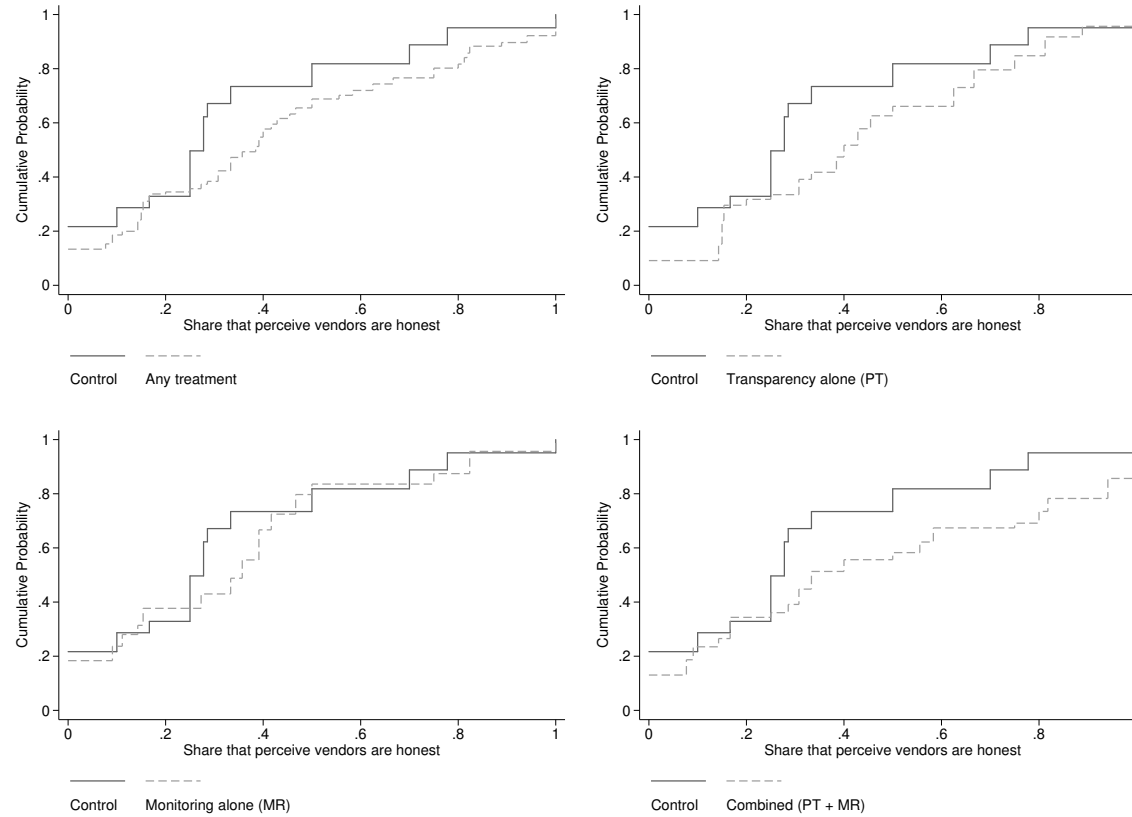 Cumulative Probability
1
.8
.6
.4
.2
0
0 .2 .4 .6 .8 1
Share that perceive vendors are honest
Control Any treatment
Cumulative Probability
1
.8
.6
.4
.2
0
0 .2 .4 .6 .8
Share that perceive vendors are honest
Control Transparency alone (PT)
Cumulative Probability
1
.8
.6
.4
.2
0
0 .2 .4 .6 .8 1
Share that perceive vendors are honest
Control Monitoring alone (MR)
Cumulative Probability
1
.8
.6
.4
.2
0
0 .2 .4 .6 .8
Share that perceive vendors are honest
Control Combined (PT + MR)